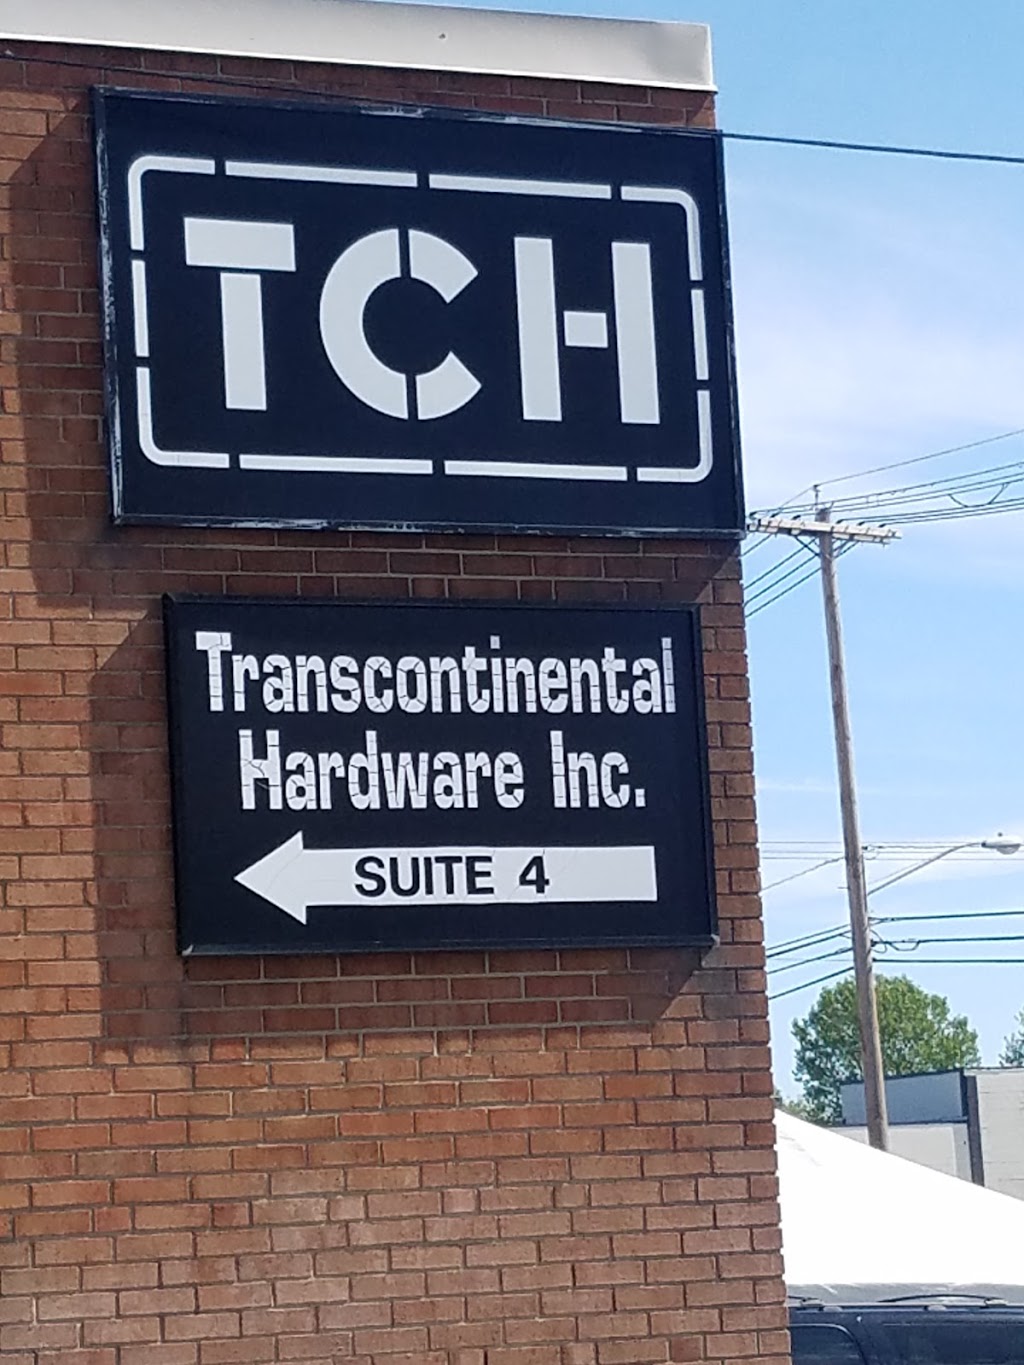 TCH
Transcontinental
Hardware Inc.
SUITE 4